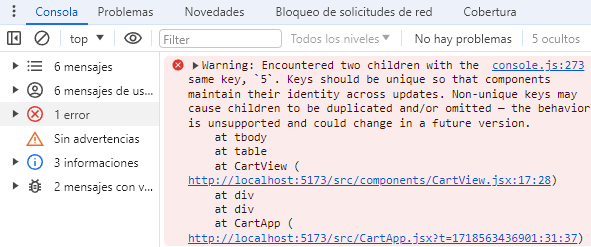 Consola Problemas Novedades Bloqueo de solicitudes de red Cobertura
top Filter Todos los niveles No hay problemas 5 ocultos
6 mensajes
6 mensajes de us...
1 error
Sin advertencias
3 informaciones
2 mensajes con v...
Warning: Encountered two children with the console.js:273
same key, `5`. Keys should be unique so that components
maintain their identity across updates. Non-unique keys may
cause children to be duplicated and/or omitted — the behavior
is unsupported and could change in a future version.
at tbody
at table
at CartView (
http://localhost:5173/src/components/CartView.jsx:17:28)
at div
at div
at CartApp (
http://localhost:5173/src/CartApp.jsx?t=1718563436901:31:37)